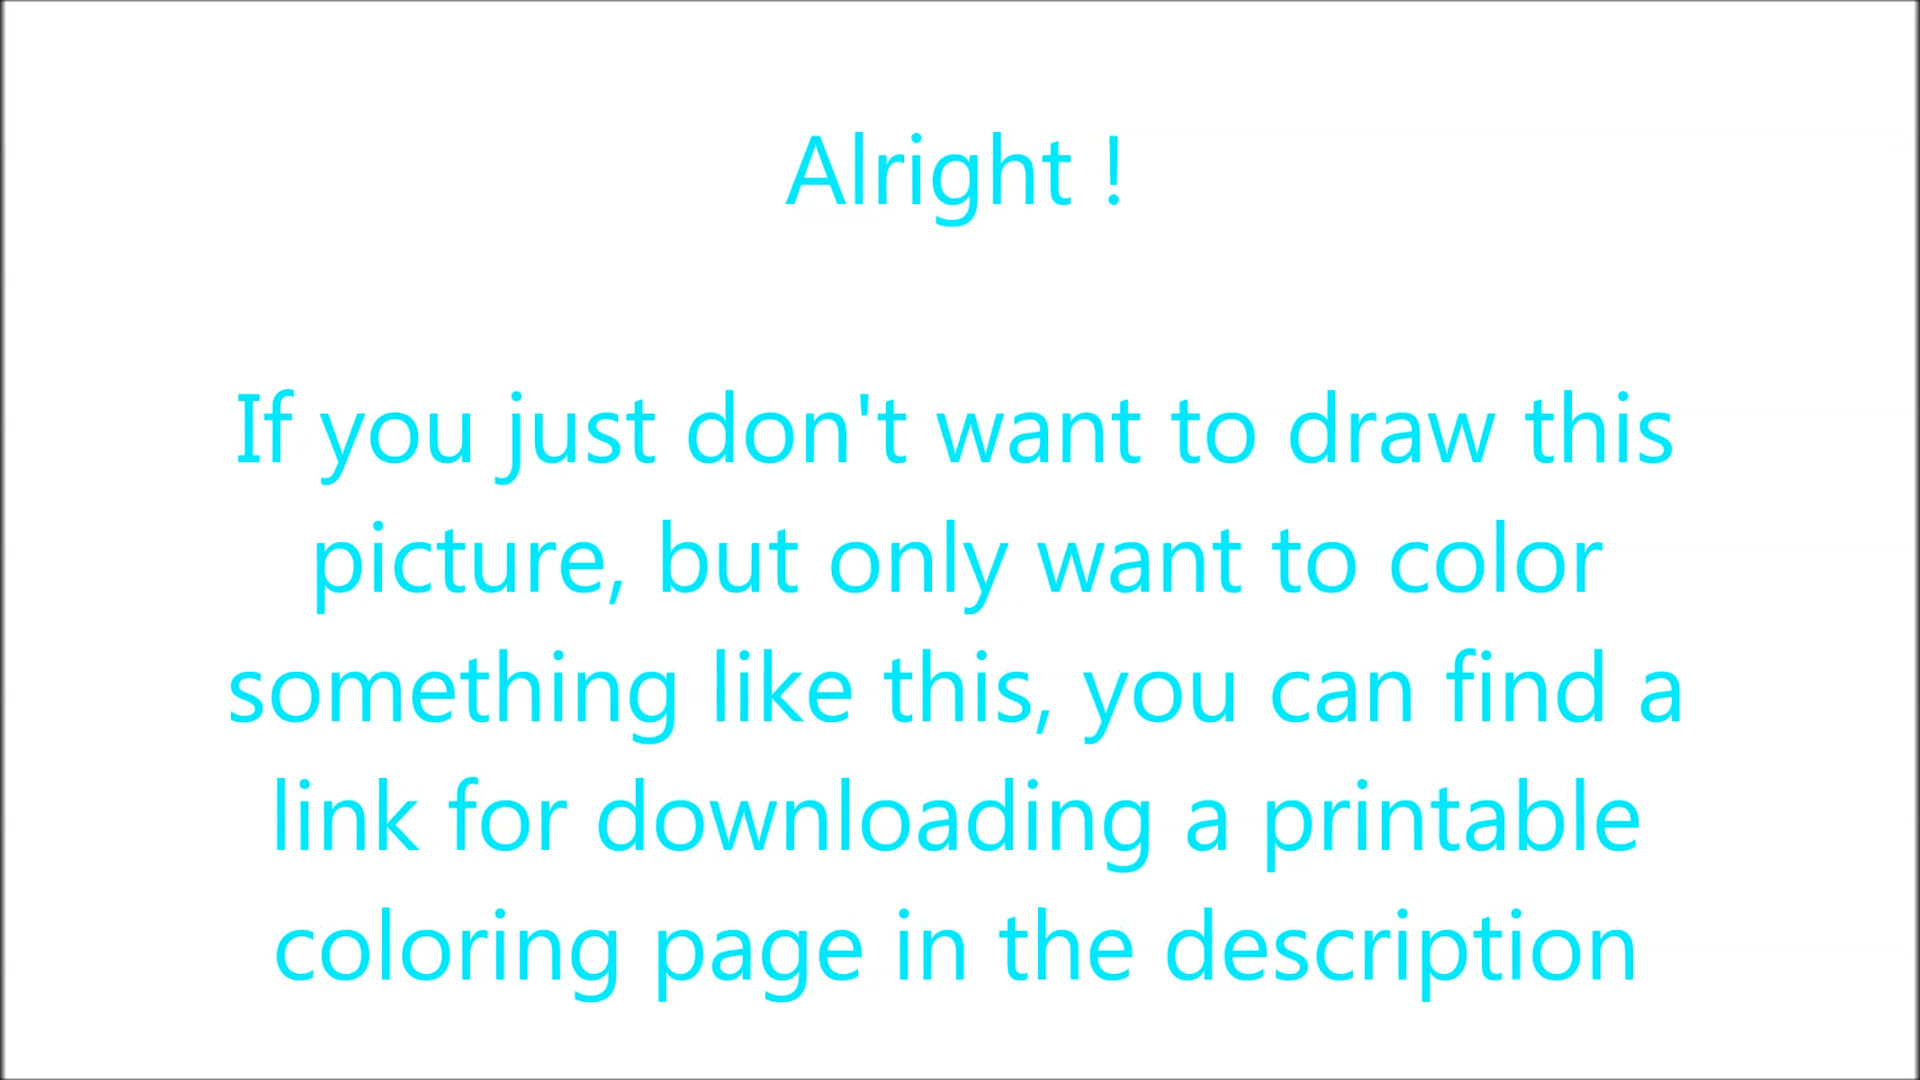 Alright !
If you just don't want to draw this
picture, but only want to color
something like this, you can find a
link for downloading a printable
coloring page in the description